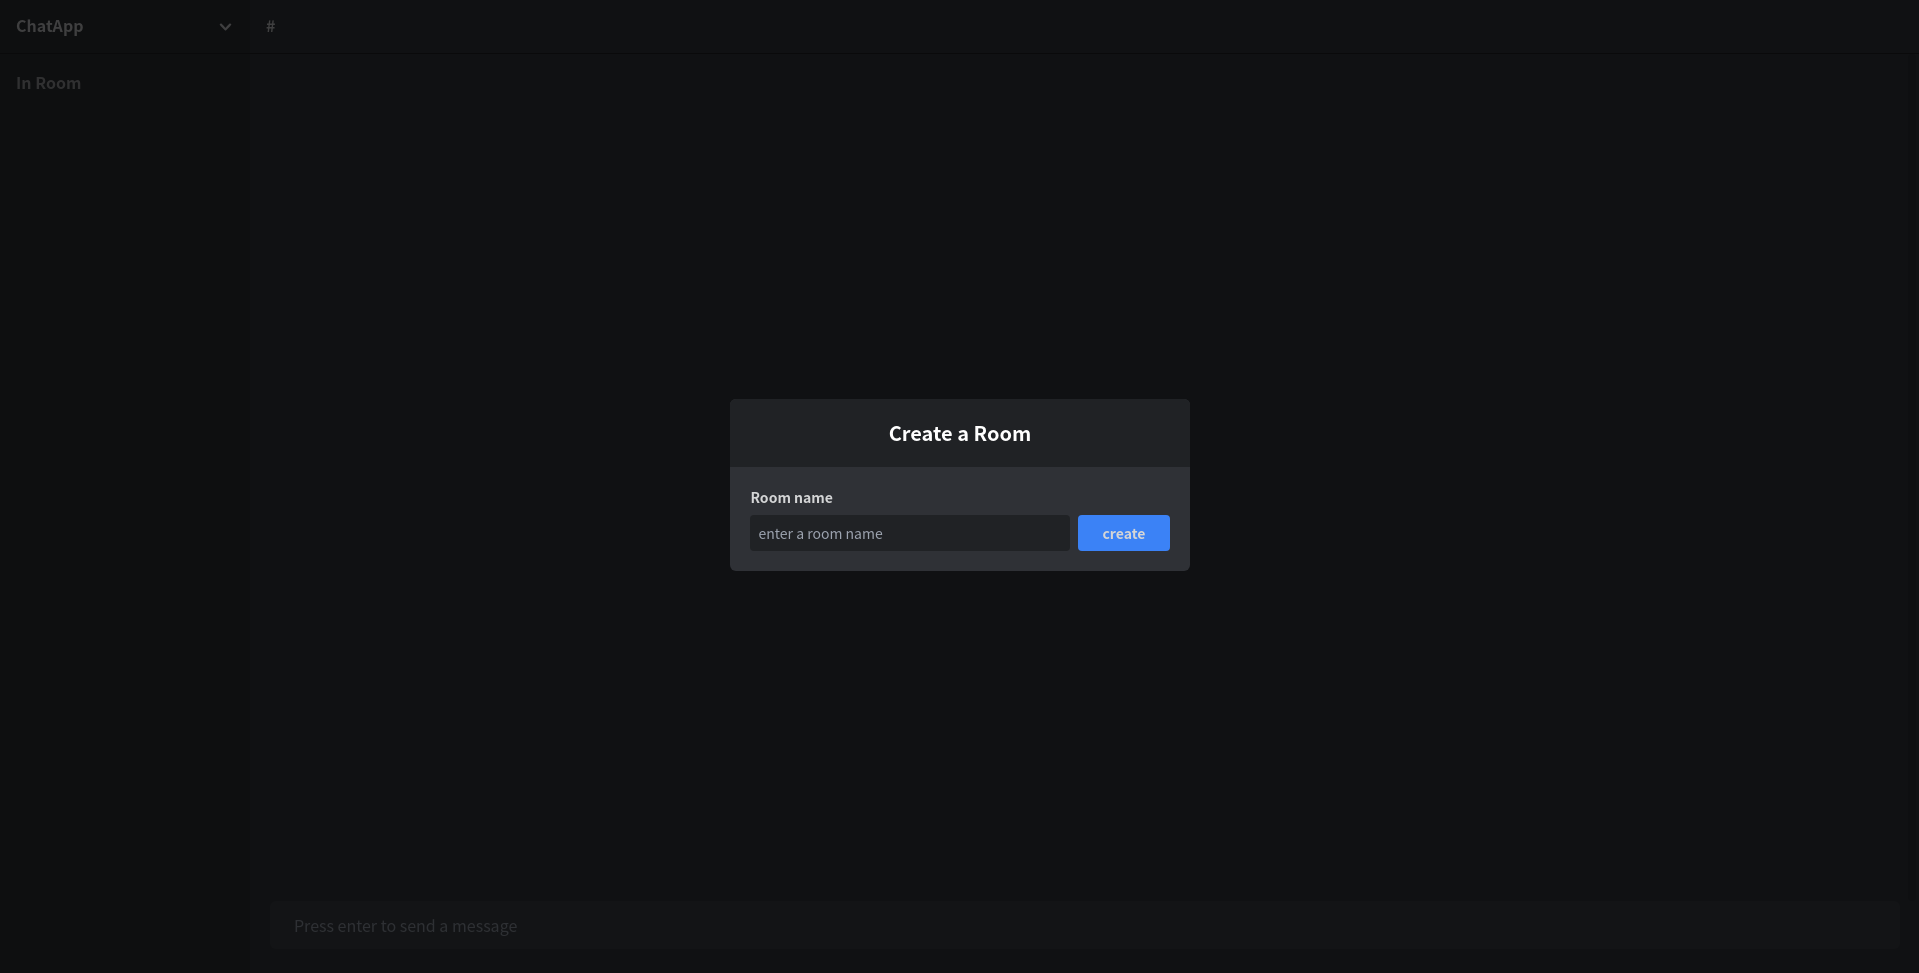 ChatApp
#
In Room
Create a Room
Room name
enter a room name
create
Press enter to send a message